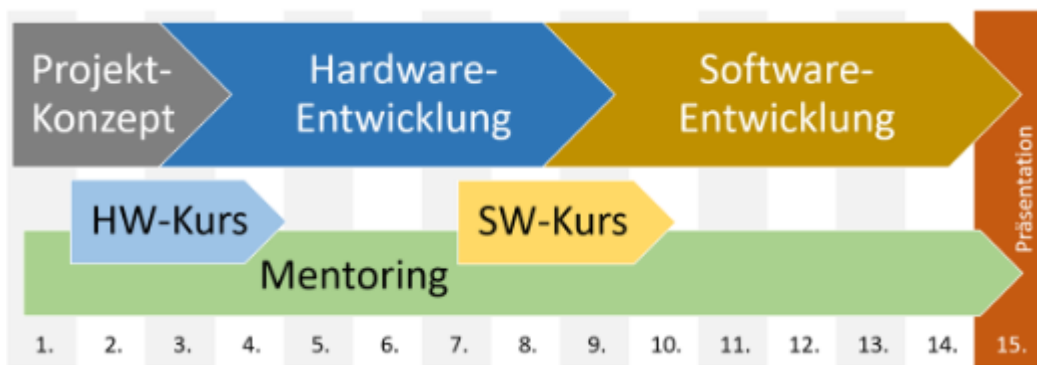 Projekt-
Konzept
Hardware-
Entwicklung
Software-
Entwicklung
HW-Kurs
SW-Kurs
Mentoring
Präsentation
1. 2. 3. 4. 5. 6. 7. 8. 9. 10. 11. 12. 13. 14. 15.